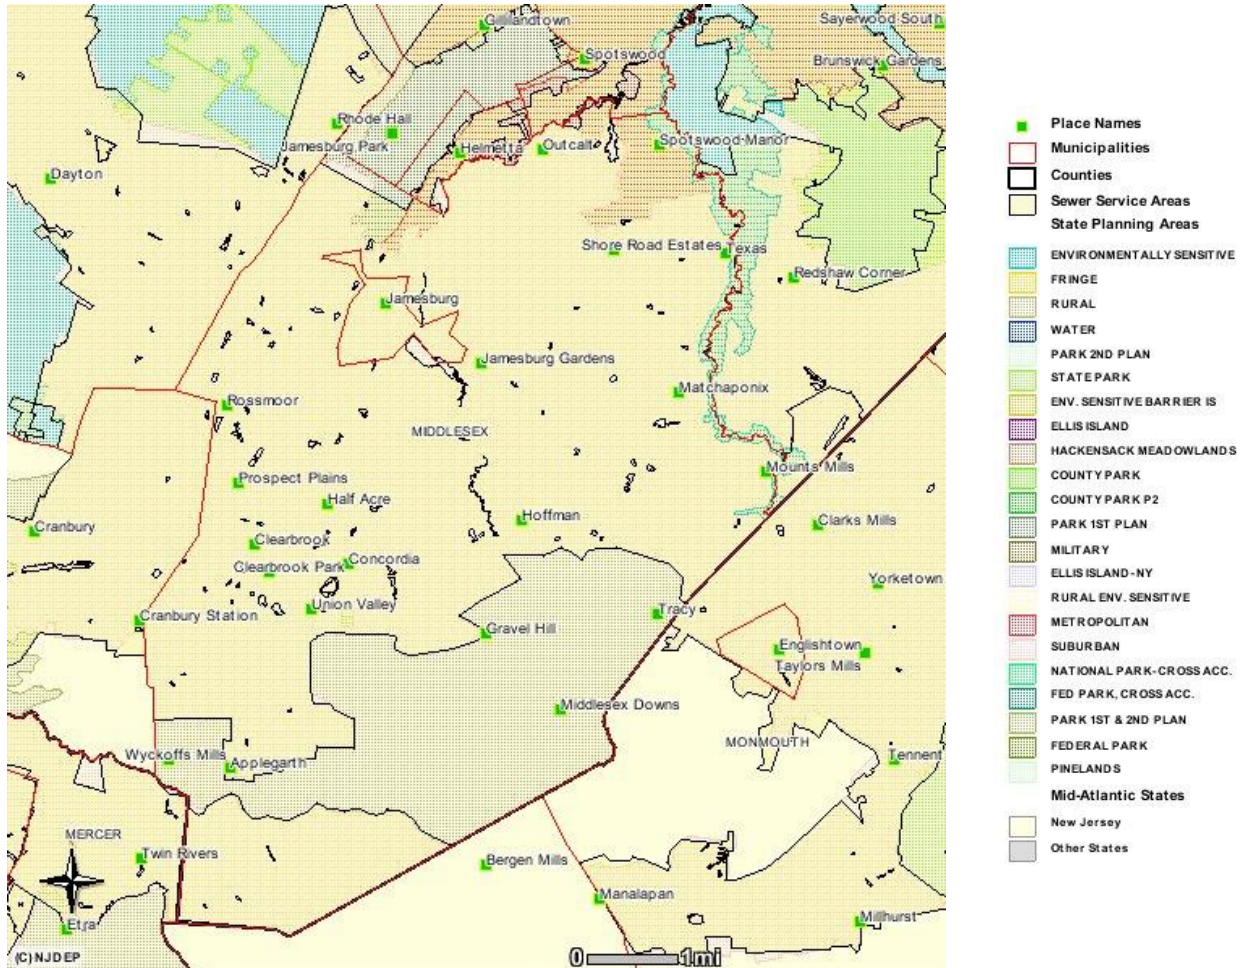 Gillilandtown
Sayerwood South
Spotswood
Brunswick Gardens
Rhode Hall
Jamesburg Park
Helmetta
Outcalt
Spotswood Manor
Dayton
Shore Road Estates
Texas
Redshaw Corner
Jamesburg
Jamesburg Gardens
Matchaponix
Rossmoor
MIDDLESEX
Mounts Mills
Prospect Plains
Half Acre
Hoffman
Clarks Mills
Cranbury
Clearbrook
Clearbrook Park
Concordia
Yorketown
Union Valley
Cranbury Station
Tracy
Gravel Hill
Englishtown
Taylors Mills
Middlesex Downs
MONMOUTH
Wyckoffs Mills
Applegarth
Tennent
MERCER
Twin Rivers
Bergen Mills
Manalapan
Etra
Millhurst
(C) NJDEP
0 1mi
Place Names
Municipalities
Counties
Sewer Service Areas
State Planning Areas
ENVIRONMENTALLY SENSITIVE
FRINGE
RURAL
WATER
PARK 2ND PLAN
STATE PARK
ENV. SENSITIVE BARRIER IS
ELLIS ISLAND
HACKENSACK MEADOWLANDS
COUNTY PARK
COUNTY PARK P2
PARK 1ST PLAN
MILITARY
ELLIS ISLAND-NY
RURAL ENV. SENSITIVE
METROPOLITAN
SUBURBAN
NATIONAL PARK-CROSS ACC.
FED PARK, CROSS ACC.
PARK 1ST & 2ND PLAN
FEDERAL PARK
PINELANDS
Mid-Atlantic States
New Jersey
Other States